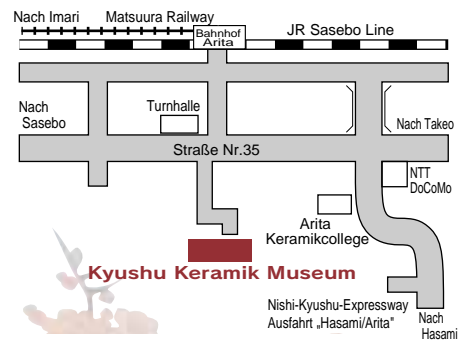 Nach Imari
Matsuura Railway
Bahnhof
Arita
JR Sasebo Line
Nach
Sasebo
Turnhalle
Nach Takeo
Straße Nr.35
NTT
DoCoMo
Arita
Keramikcollege
Kyushu Keramik Museum
Nishi-Kyushu-Expressway
Ausfahrt „Hasami/Arita"
Nach
Hasami